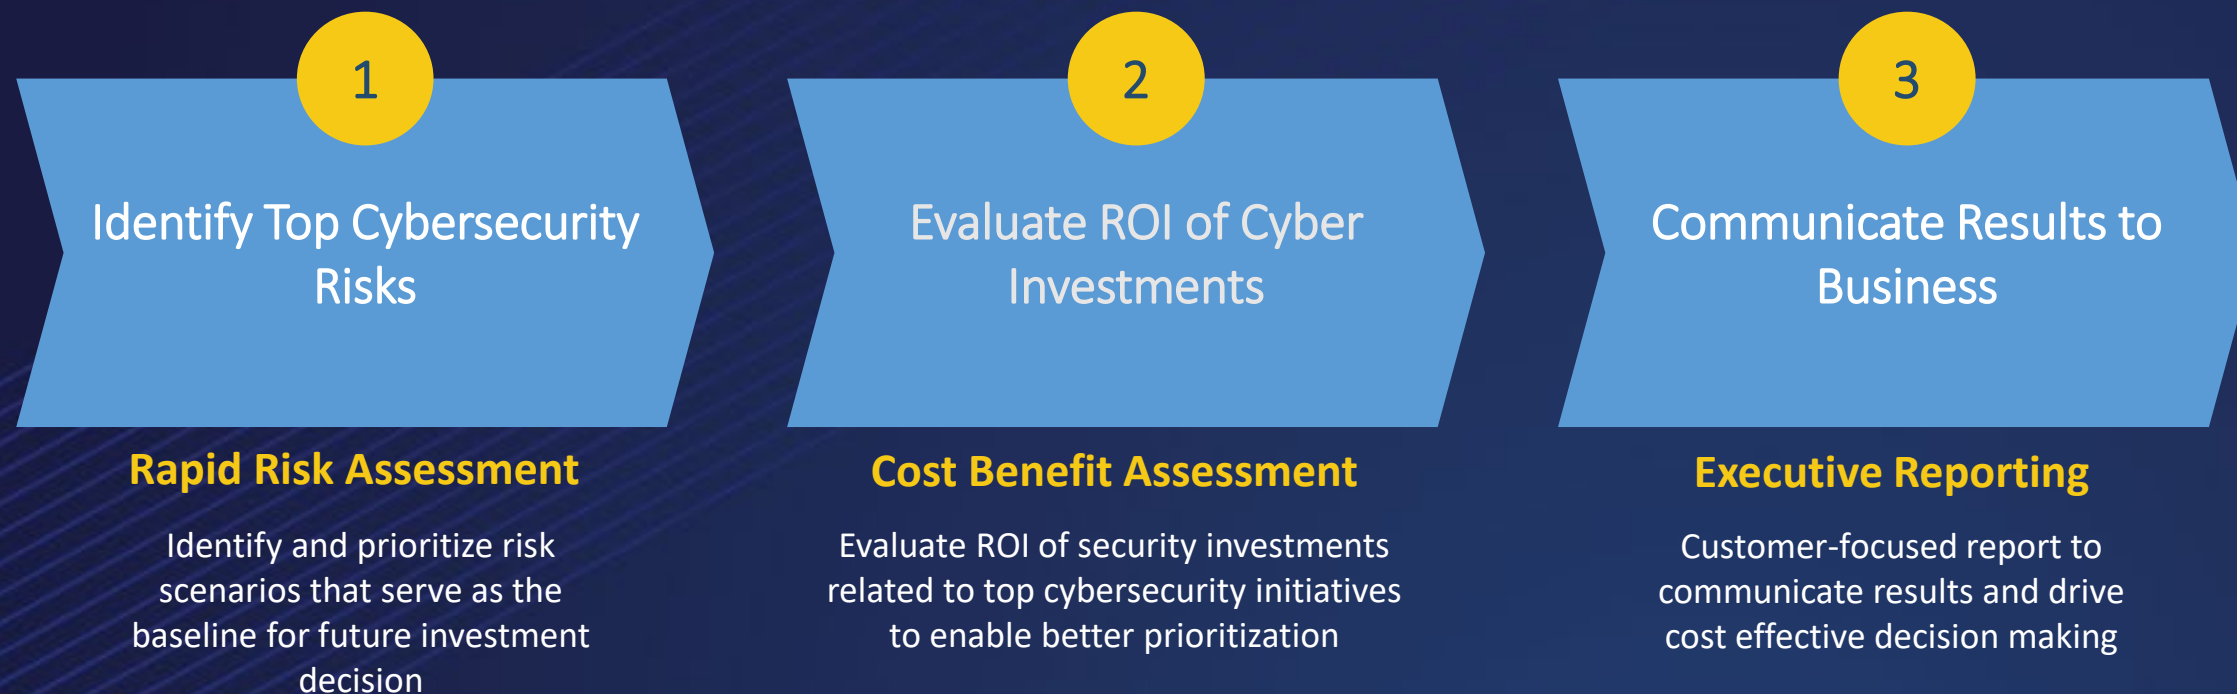 1
Identify Top Cybersecurity
Risks
Rapid Risk Assessment
Identify and prioritize risk
scenarios that serve as the
baseline for future investment
decision
2
Evaluate ROI of Cyber
Investments
Cost Benefit Assessment
Evaluate ROI of security investments
related to top cybersecurity initiatives
to enable better prioritization
3
Communicate Results to
Business
Executive Reporting
Customer-focused report to
communicate results and drive
cost effective decision making